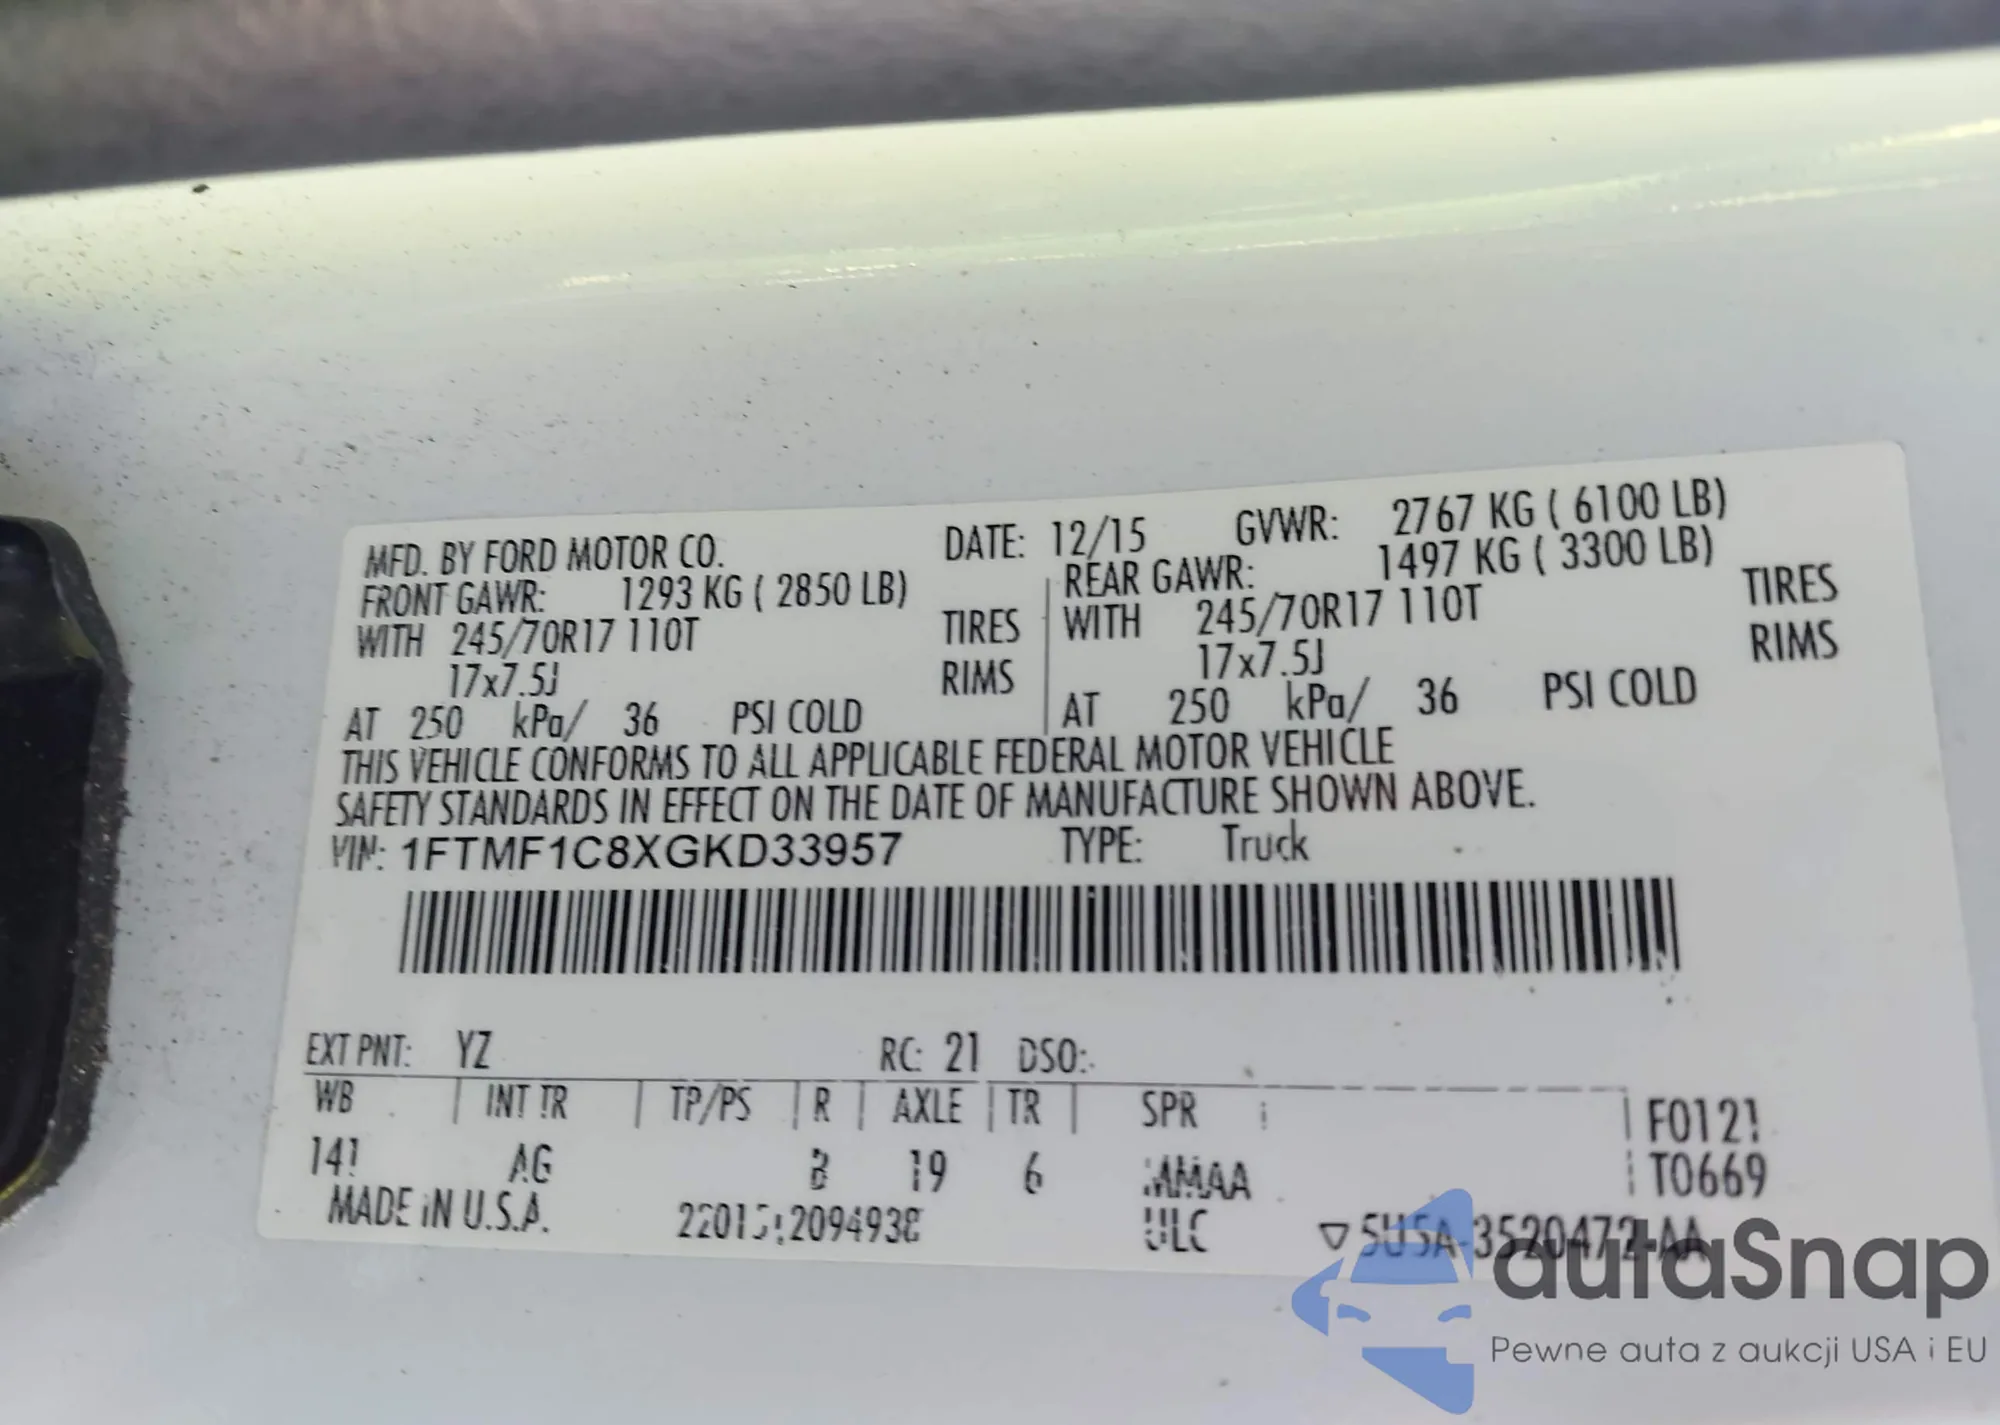 MFD. BY FORD MOTOR CO. DATE: 12/15 GVWR: 2767 KG ( 6100 LB)
FRONT GAWR: 1293 KG ( 2850 LB) REAR GAWR: 1497 KG ( 3300 LB)
WITH 245/70R17 110T TIRES WITH 245/70R17 110T TIRES
17x7.5J RIMS 17x7.5J RIMS
AT 250 kPa/ 36 PSI COLD AT 250 kPa/ 36 PSI COLD
THIS VEHICLE CONFORMS TO ALL APPLICABLE FEDERAL MOTOR VEHICLE
SAFETY STANDARDS IN EFFECT ON THE DATE OF MANUFACTURE SHOWN ABOVE.
VIN: 1FTMF1C8XGKD33957 TYPE: Truck
EXT PNT: YZ RC: 21 DSO:
WB INT TR TP/PS R AXLE TR SPR F0121
141 AG 19 6 T0669
MADE IN U.S.A. ULC 5U5A-3520472-AA
autaSnap
Pewne auta z aukcji USA i EU